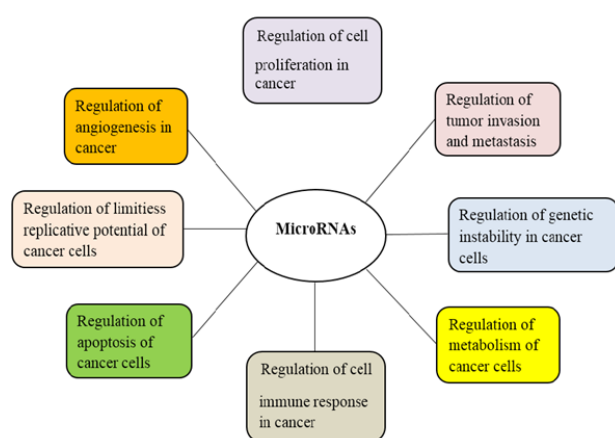 Regulation of cell
proliferation in
cancer
Regulation of
angiogenesis in
cancer
Regulation of
tumor invasion
and metastasis
Regulation of limitiess
replicative potential of
cancer cells
MicroRNAs
Regulation of genetic
instability in cancer
cells
Regulation of
apoptosis of
cancer cells
Regulation of cell
immune response
in cancer
Regulation of
metabolism of
cancer cells